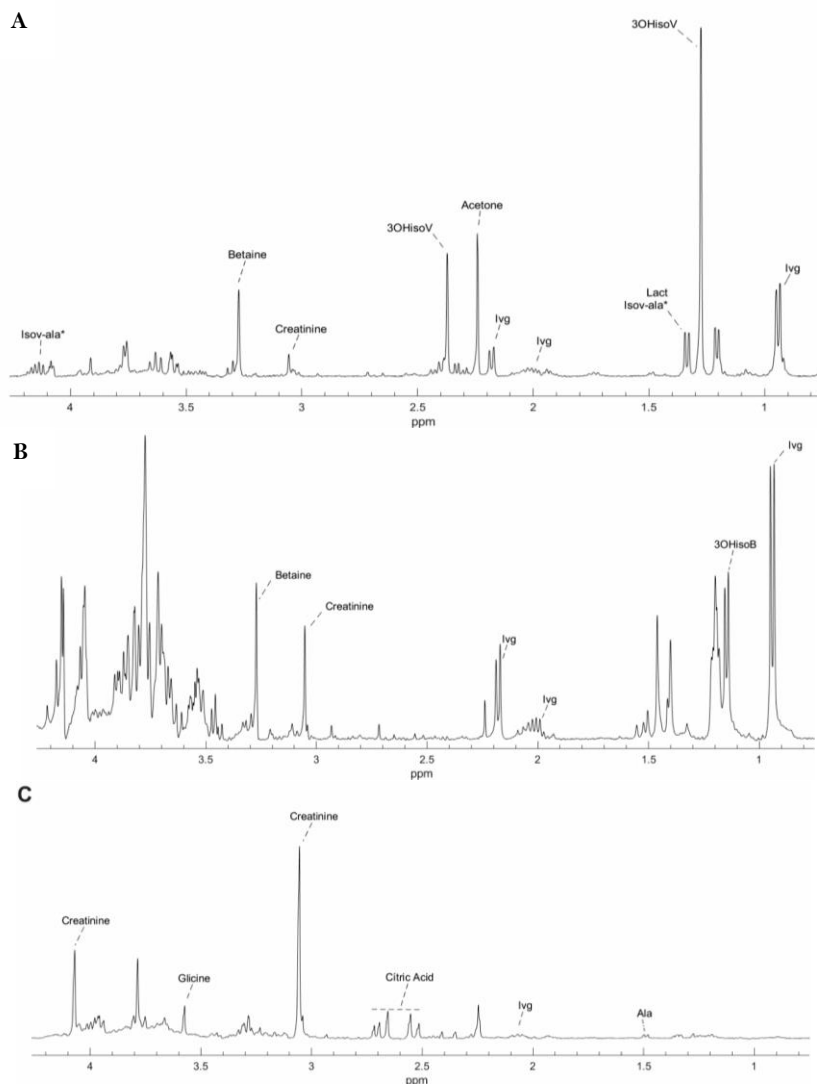 A
3OHisoV
Acetone
3OHisoV
Betaine
Ivg
Lact
Isov-ala*
Creatinine
Ivg
Isov-ala*
Ivg
4 3.5 3 2.5 2 1.5 1
ppm
B
Ivg
3OHisoB
Betaine
Creatinine
Ivg
Ivg
4 3.5 3 2.5 2 1.5 1
ppm
C
Creatinine
Creatinine
Citric Acid
Glicine
Ivg
Ala
4 3.5 3 2.5 2 1.5 1
ppm